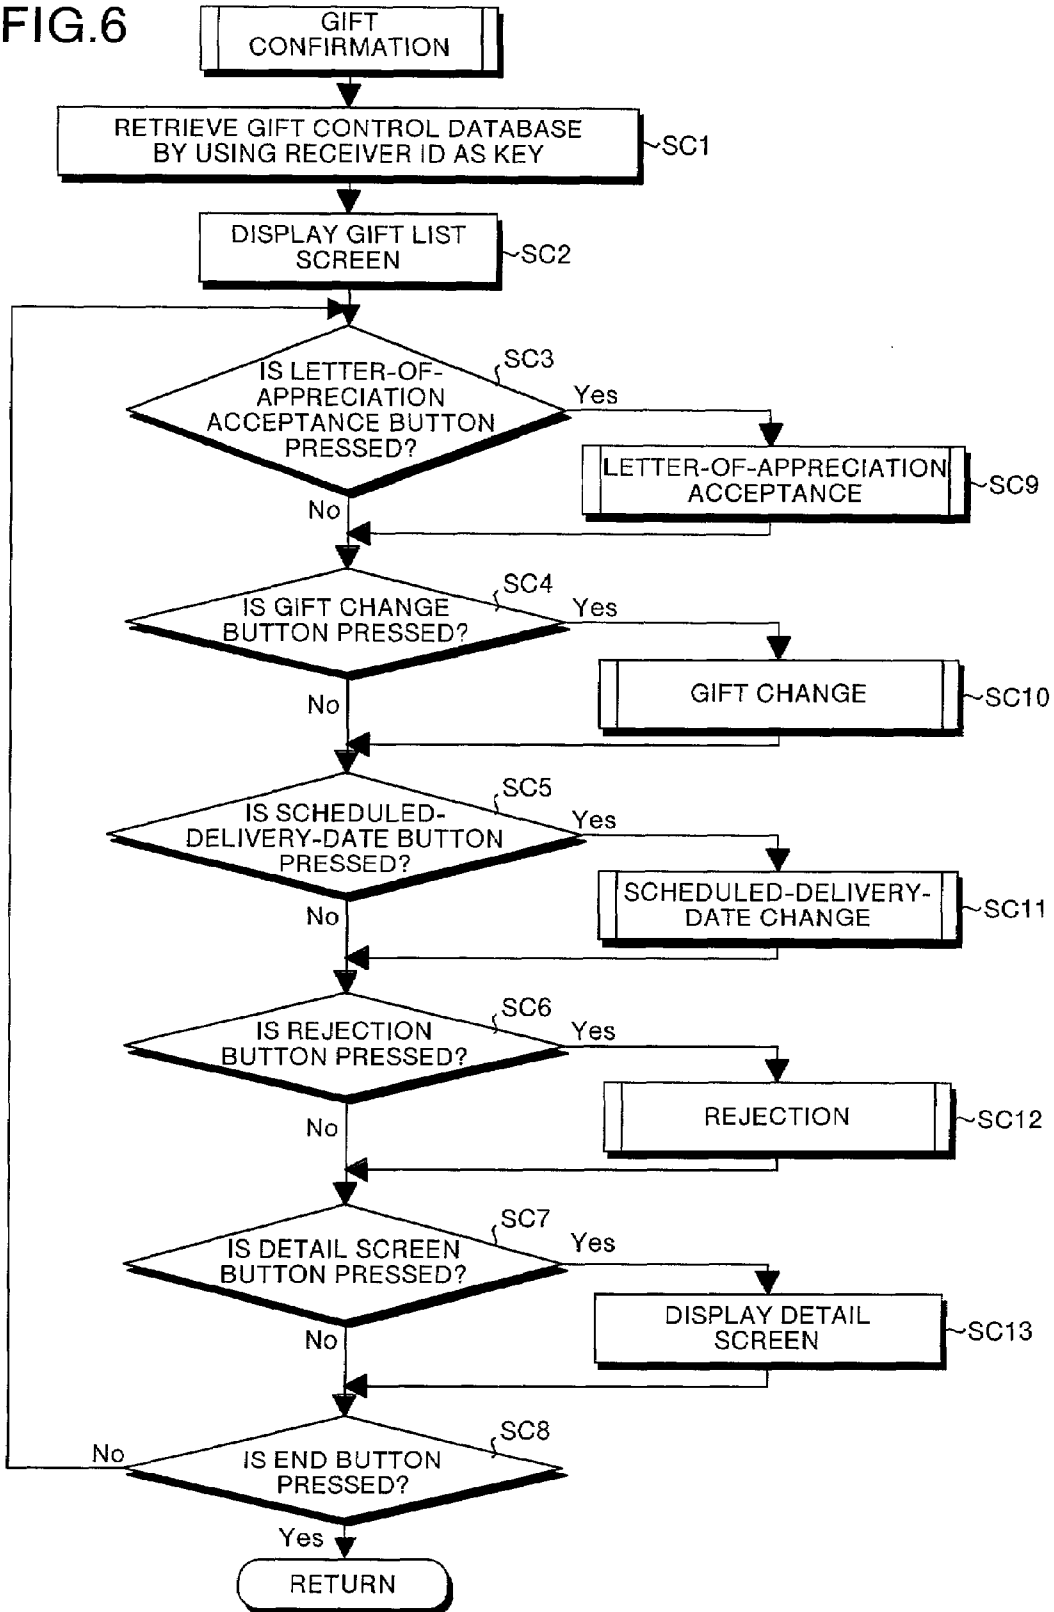 FIG.6
GIFT
CONFIRMATION
RETRIEVE GIFT CONTROL DATABASE
BY USING RECEIVER ID AS KEY
SC1
DISPLAY GIFT LIST
SCREEN
SC2
SC3
IS LETTER-OF-
APPRECIATION
ACCEPTANCE BUTTON
PRESSED?
Yes
LETTER-OF-APPRECIATION
ACCEPTANCE
SC9
No
SC4
IS GIFT CHANGE
BUTTON PRESSED?
Yes
GIFT CHANGE
SC10
No
SC5
IS SCHEDULED-
DELIVERY-DATE BUTTON
PRESSED?
Yes
SCHEDULED-DELIVERY-
DATE CHANGE
SC11
No
SC6
IS REJECTION
BUTTON PRESSED?
Yes
REJECTION
SC12
No
SC7
IS DETAIL SCREEN
BUTTON PRESSED?
Yes
DISPLAY DETAIL
SCREEN
SC13
No
SC8
IS END BUTTON
PRESSED?
No
Yes
RETURN